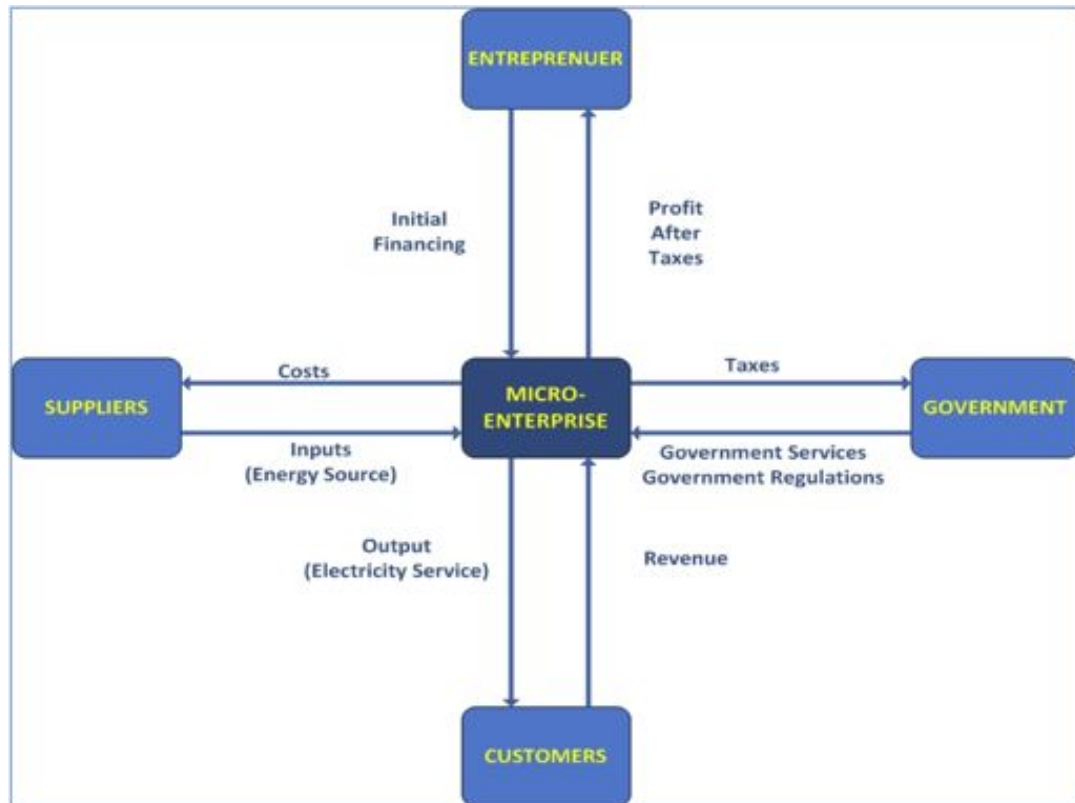 ENTREPRENUER
Initial
Financing
Profit
After
Taxes
SUPPLIERS
Costs
Inputs
(Energy Source)
MICRO-
ENTERPRISE
Taxes
Government Services
Government Regulations
GOVERNMENT
Output
(Electricity Service)
Revenue
CUSTOMERS